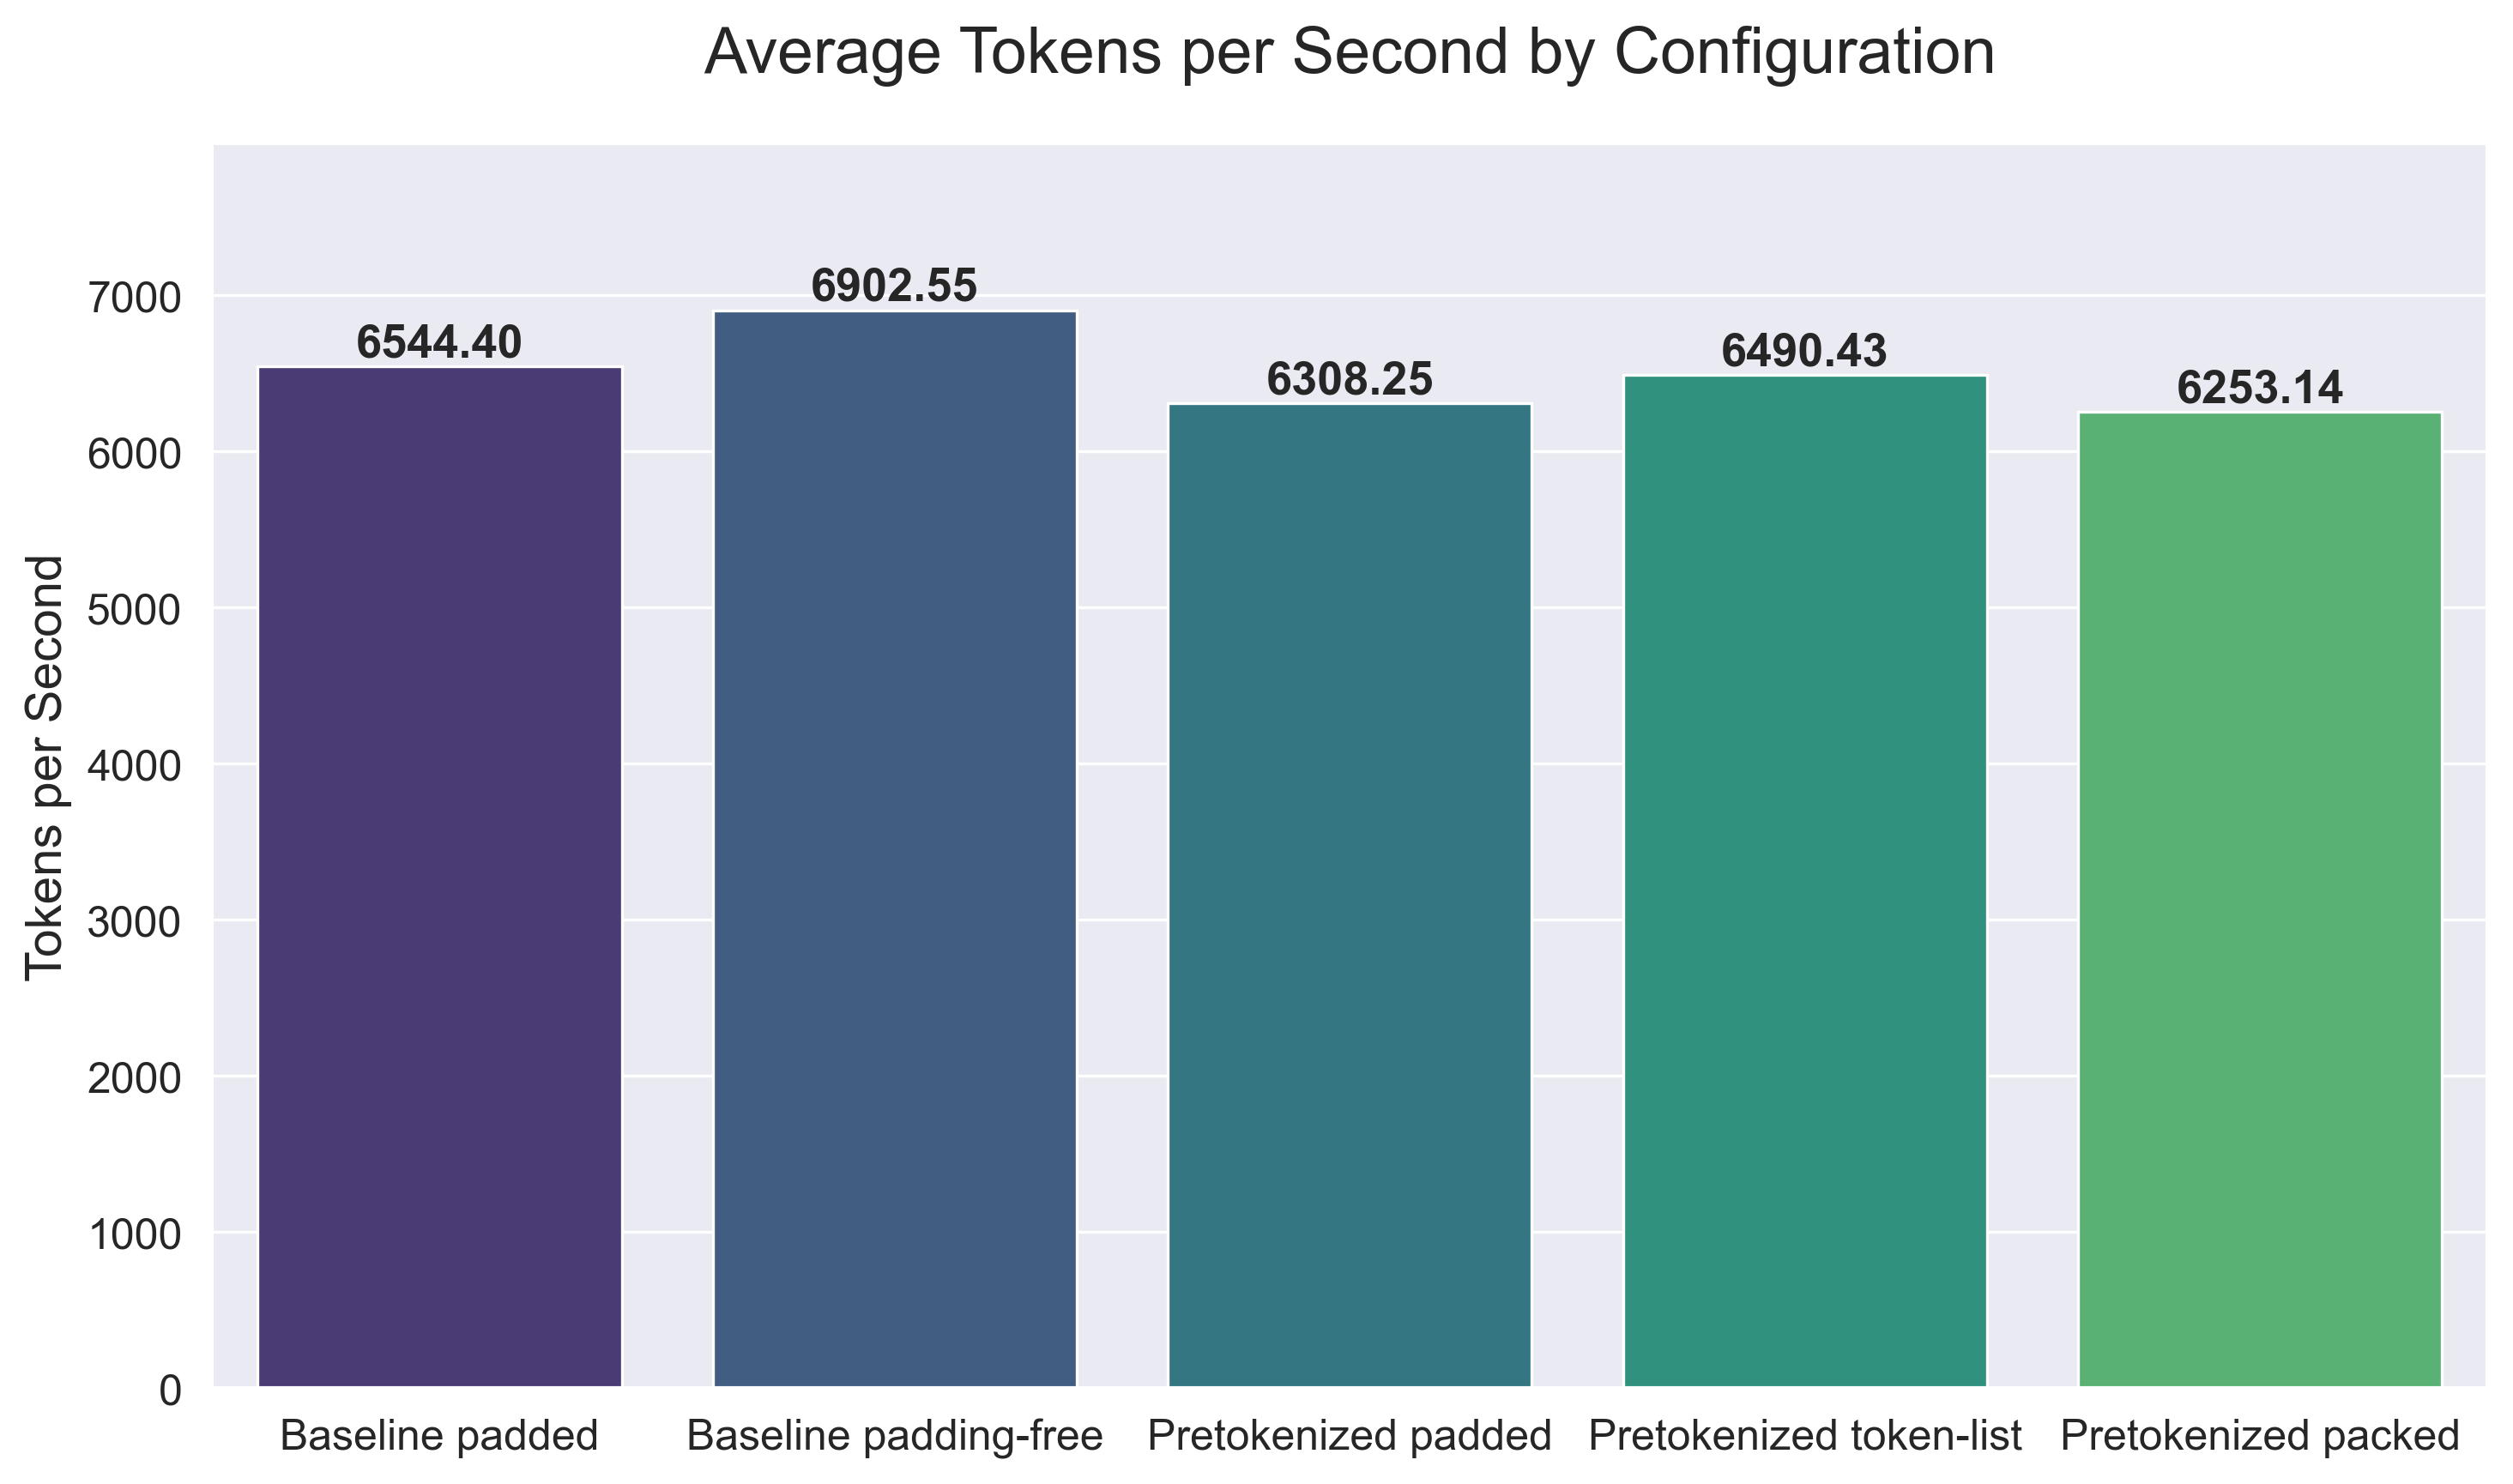 Average Tokens per Second by Configuration
Tokens per Second
7000
6000
5000
4000
3000
2000
1000
0
6544.40
6902.55
6308.25
6490.43
6253.14
Baseline padded
Baseline padding-free
Pretokenized padded
Pretokenized token-list
Pretokenized packed